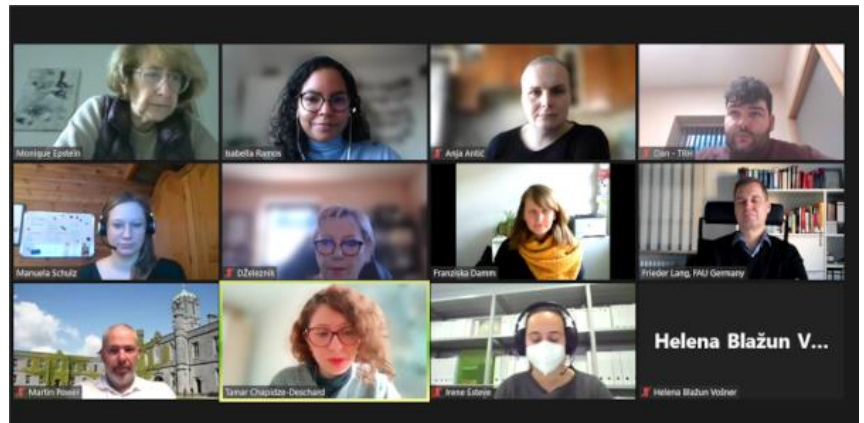 Monique Epstein
Isabella Ramos
Anja Antić
Dan - TRH
Manuela Schulz
DŽeleznik
Franziska Damm
Frieder Lang, FAU Germany
Martin Power
Tamar Chapidze-Deschard
Irene Esteve
Helena Blažun V...
Helena Blažun Vošner